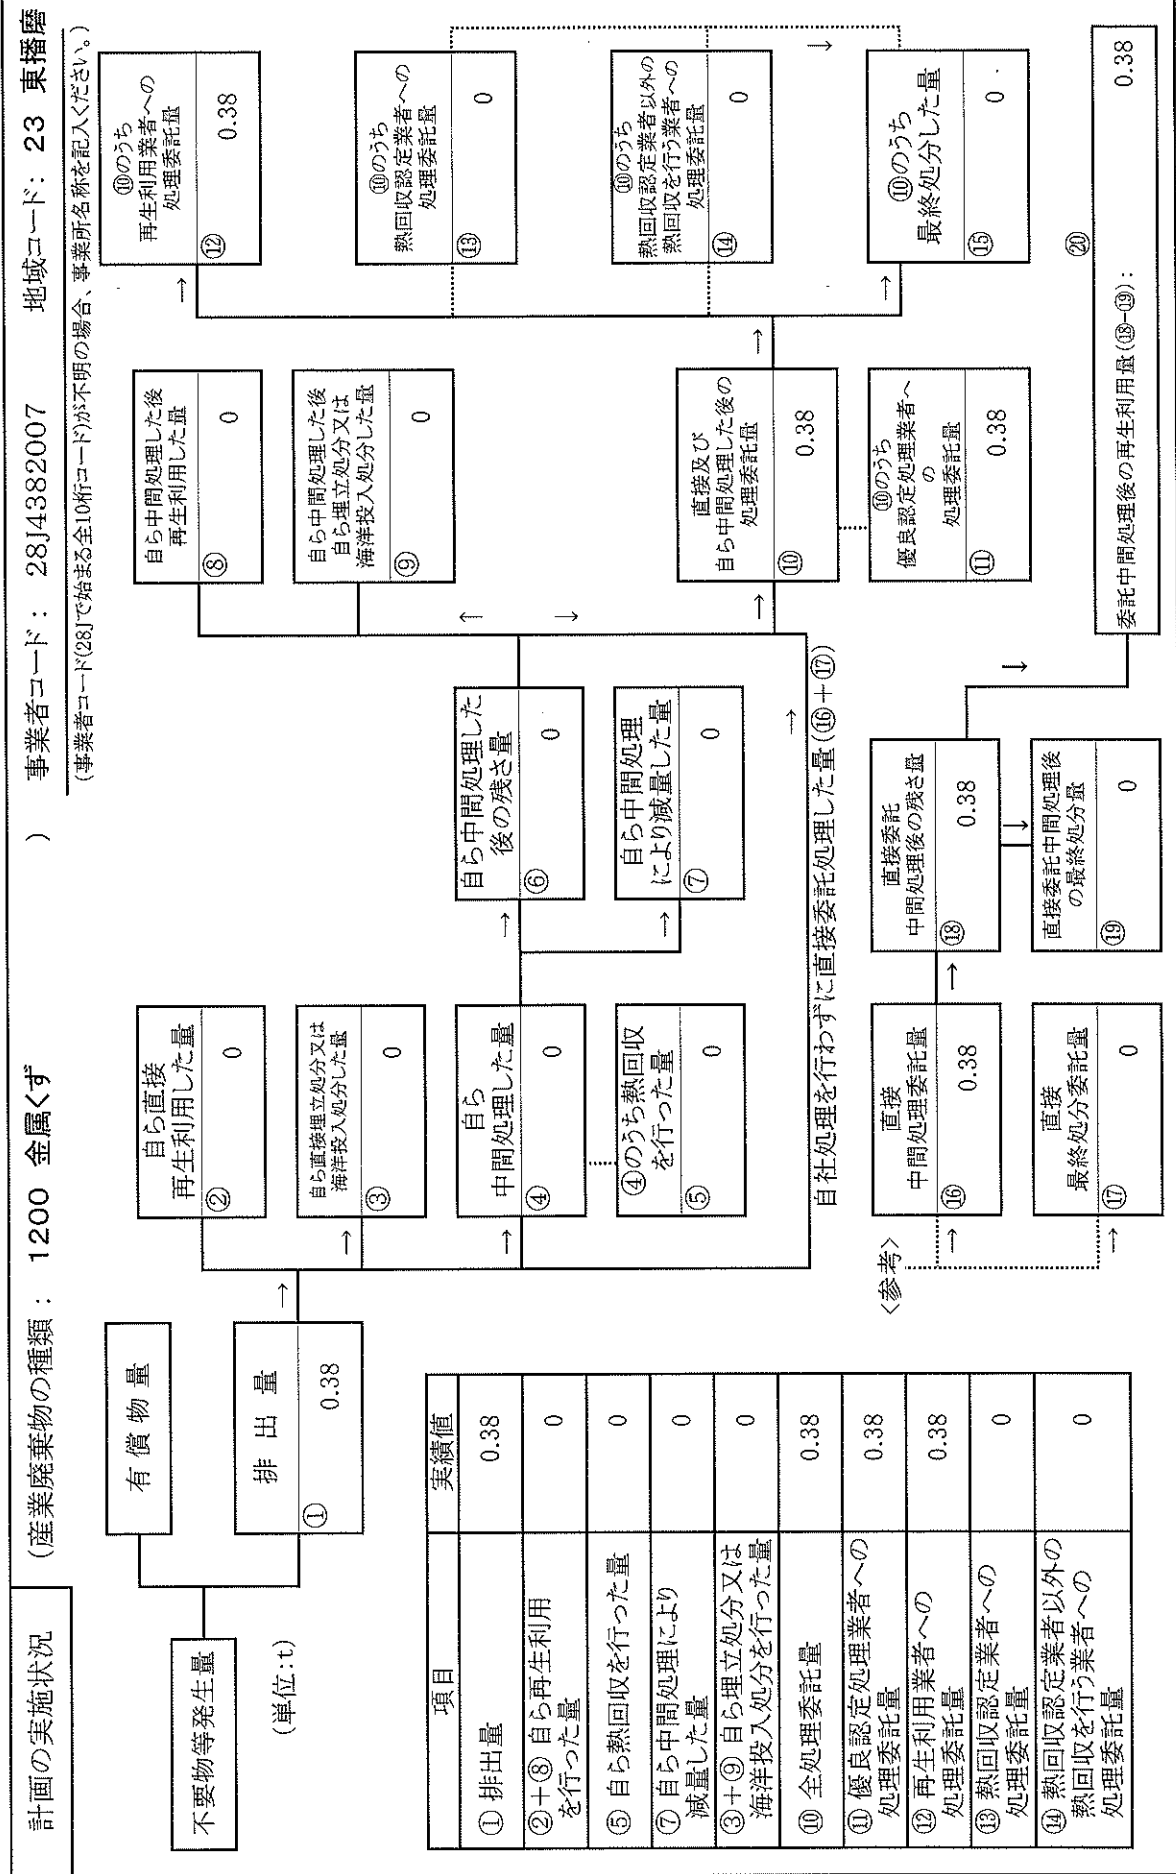 計画の実施状況
(産業廃棄物の種類： 1200 金属くず )
事業者コード： 28J4382007
地域コード： 23 東播磨
(事業者コード(28Jで始まる全10桁コード)が不明の場合、事業所名称を記入ください。)
不要物等発生量
(単位:t)
有償物量
排出量
① 0.38
→
自ら直接
再生利用した量
② 0
→
自ら直接埋立処分又は
海洋投入処分した量
③ 0
→
自ら
中間処理した量
④ 0
④のうち熱回収
を行った量
⑤ 0
→
自ら中間処理した
後の残さ量
⑥ 0
→
自ら中間処理
により減量した量
⑦ 0
自ら中間処理した後
再生利用した量
⑧ 0
自ら中間処理した後
自ら埋立処分又は
海洋投入処分した量
⑨ 0
↑
↓
→
自社処理を行わずに直接委託処理した量(⑯+⑰)
→
直接及び
自ら中間処理した後の
処理委託量
⑩ 0.38
⑩のうち
優良認定処理業者へ
の
処理委託量
⑪ 0.38
→
→
⑩のうち
再生利用業者への
処理委託量
⑫ 0.38
⑩のうち
熱回収認定業者への
処理委託量
⑬ 0
⑩のうち
熱回収認定業者以外の
熱回収を行う業者への
処理委託量
⑭ 0
↓
→
⑩のうち
最終処分した量
⑮ 0
<参考>
→
直接
中間処理委託量
⑯ 0.38
→
直接
最終処分委託量
⑰ 0
→
直接委託
中間処理後の残さ量
⑱ 0.38
↓
直接委託中間処理後
の最終処分量
⑲ 0
↓
⑳
委託中間処理後の再生利用量(⑱-⑲)： 0.38
項目 実績値
① 排出量 0.38
②+⑧ 自ら再生利用
を行った量 0
⑤ 自ら熱回収を行った量 0
⑦ 自ら中間処理により
減量した量 0
③+⑨ 自ら埋立処分又は
海洋投入処分を行った量 0
⑩ 全処理委託量 0.38
⑪ 優良認定処理業者への
処理委託量 0.38
⑫ 再生利用業者への
処理委託量 0.38
⑬ 熱回収認定業者への
処理委託量 0
⑭ 熱回収認定業者以外の
熱回収を行う業者への
処理委託量 0